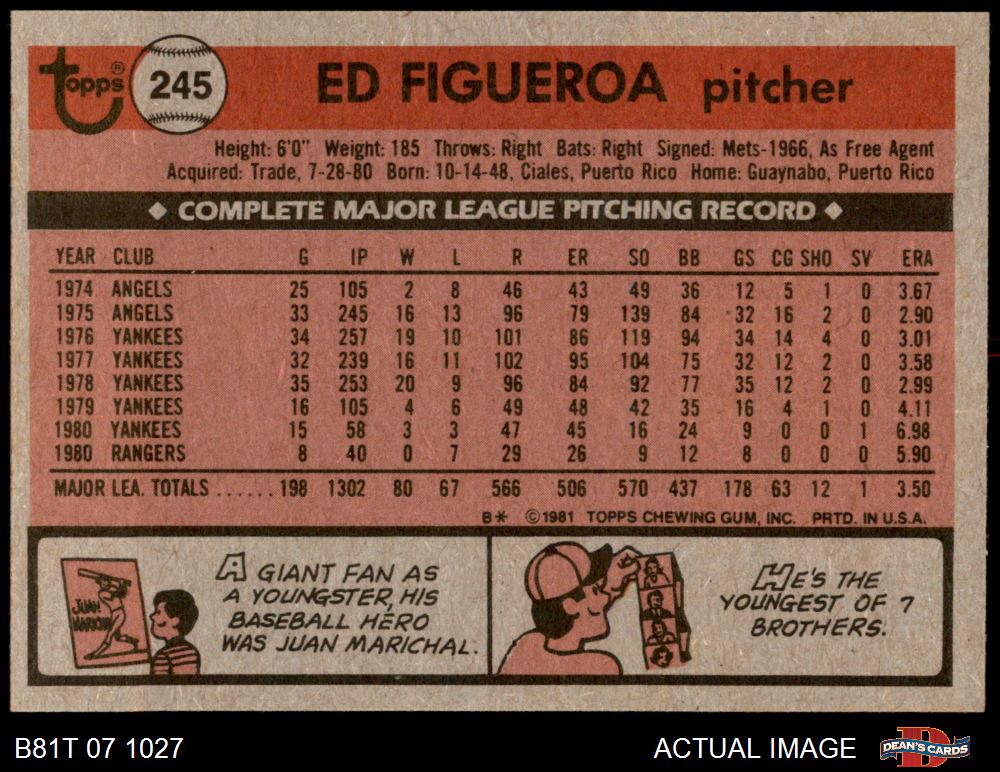 topps® 245 ED FIGUEROA pitcher
Height: 6'0" Weight: 185 Throws: Right Bats: Right Signed: Mets-1966, As Free Agent
Acquired: Trade, 7-28-80 Born: 10-14-48, Ciales, Puerto Rico Home: Guaynabo, Puerto Rico
◆ COMPLETE MAJOR LEAGUE PITCHING RECORD ◆
YEAR CLUB G IP W L R ER SO BB GS CG SHO SV ERA
1974 ANGELS 25 105 2 8 46 43 49 36 12 5 1 0 3.67
1975 ANGELS 33 245 16 13 96 79 139 84 32 16 2 0 2.90
1976 YANKEES 34 257 19 10 101 86 119 94 34 14 4 0 3.01
1977 YANKEES 32 239 16 11 102 95 104 75 32 12 2 0 3.58
1978 YANKEES 35 253 20 9 96 84 92 77 35 12 2 0 2.99
1979 YANKEES 16 105 4 6 49 48 42 35 16 4 1 0 4.11
1980 YANKEES 15 58 3 3 47 45 16 24 9 0 0 1 6.98
1980 RANGERS 8 40 0 7 29 26 9 12 8 0 0 0 5.90
MAJOR LEA. TOTALS ...... 198 1302 80 67 566 506 570 437 178 63 12 1 3.50
B* ©1981 TOPPS CHEWING GUM, INC. PRTD. IN U.S.A.
JUAN
MARICHAL
A GIANT FAN AS
A YOUNGSTER, HIS
BASEBALL HERO
WAS JUAN MARICHAL.
HE'S THE
YOUNGEST OF 7
BROTHERS.
B81T 07 1027 ACTUAL IMAGE D DEAN'S CARDS